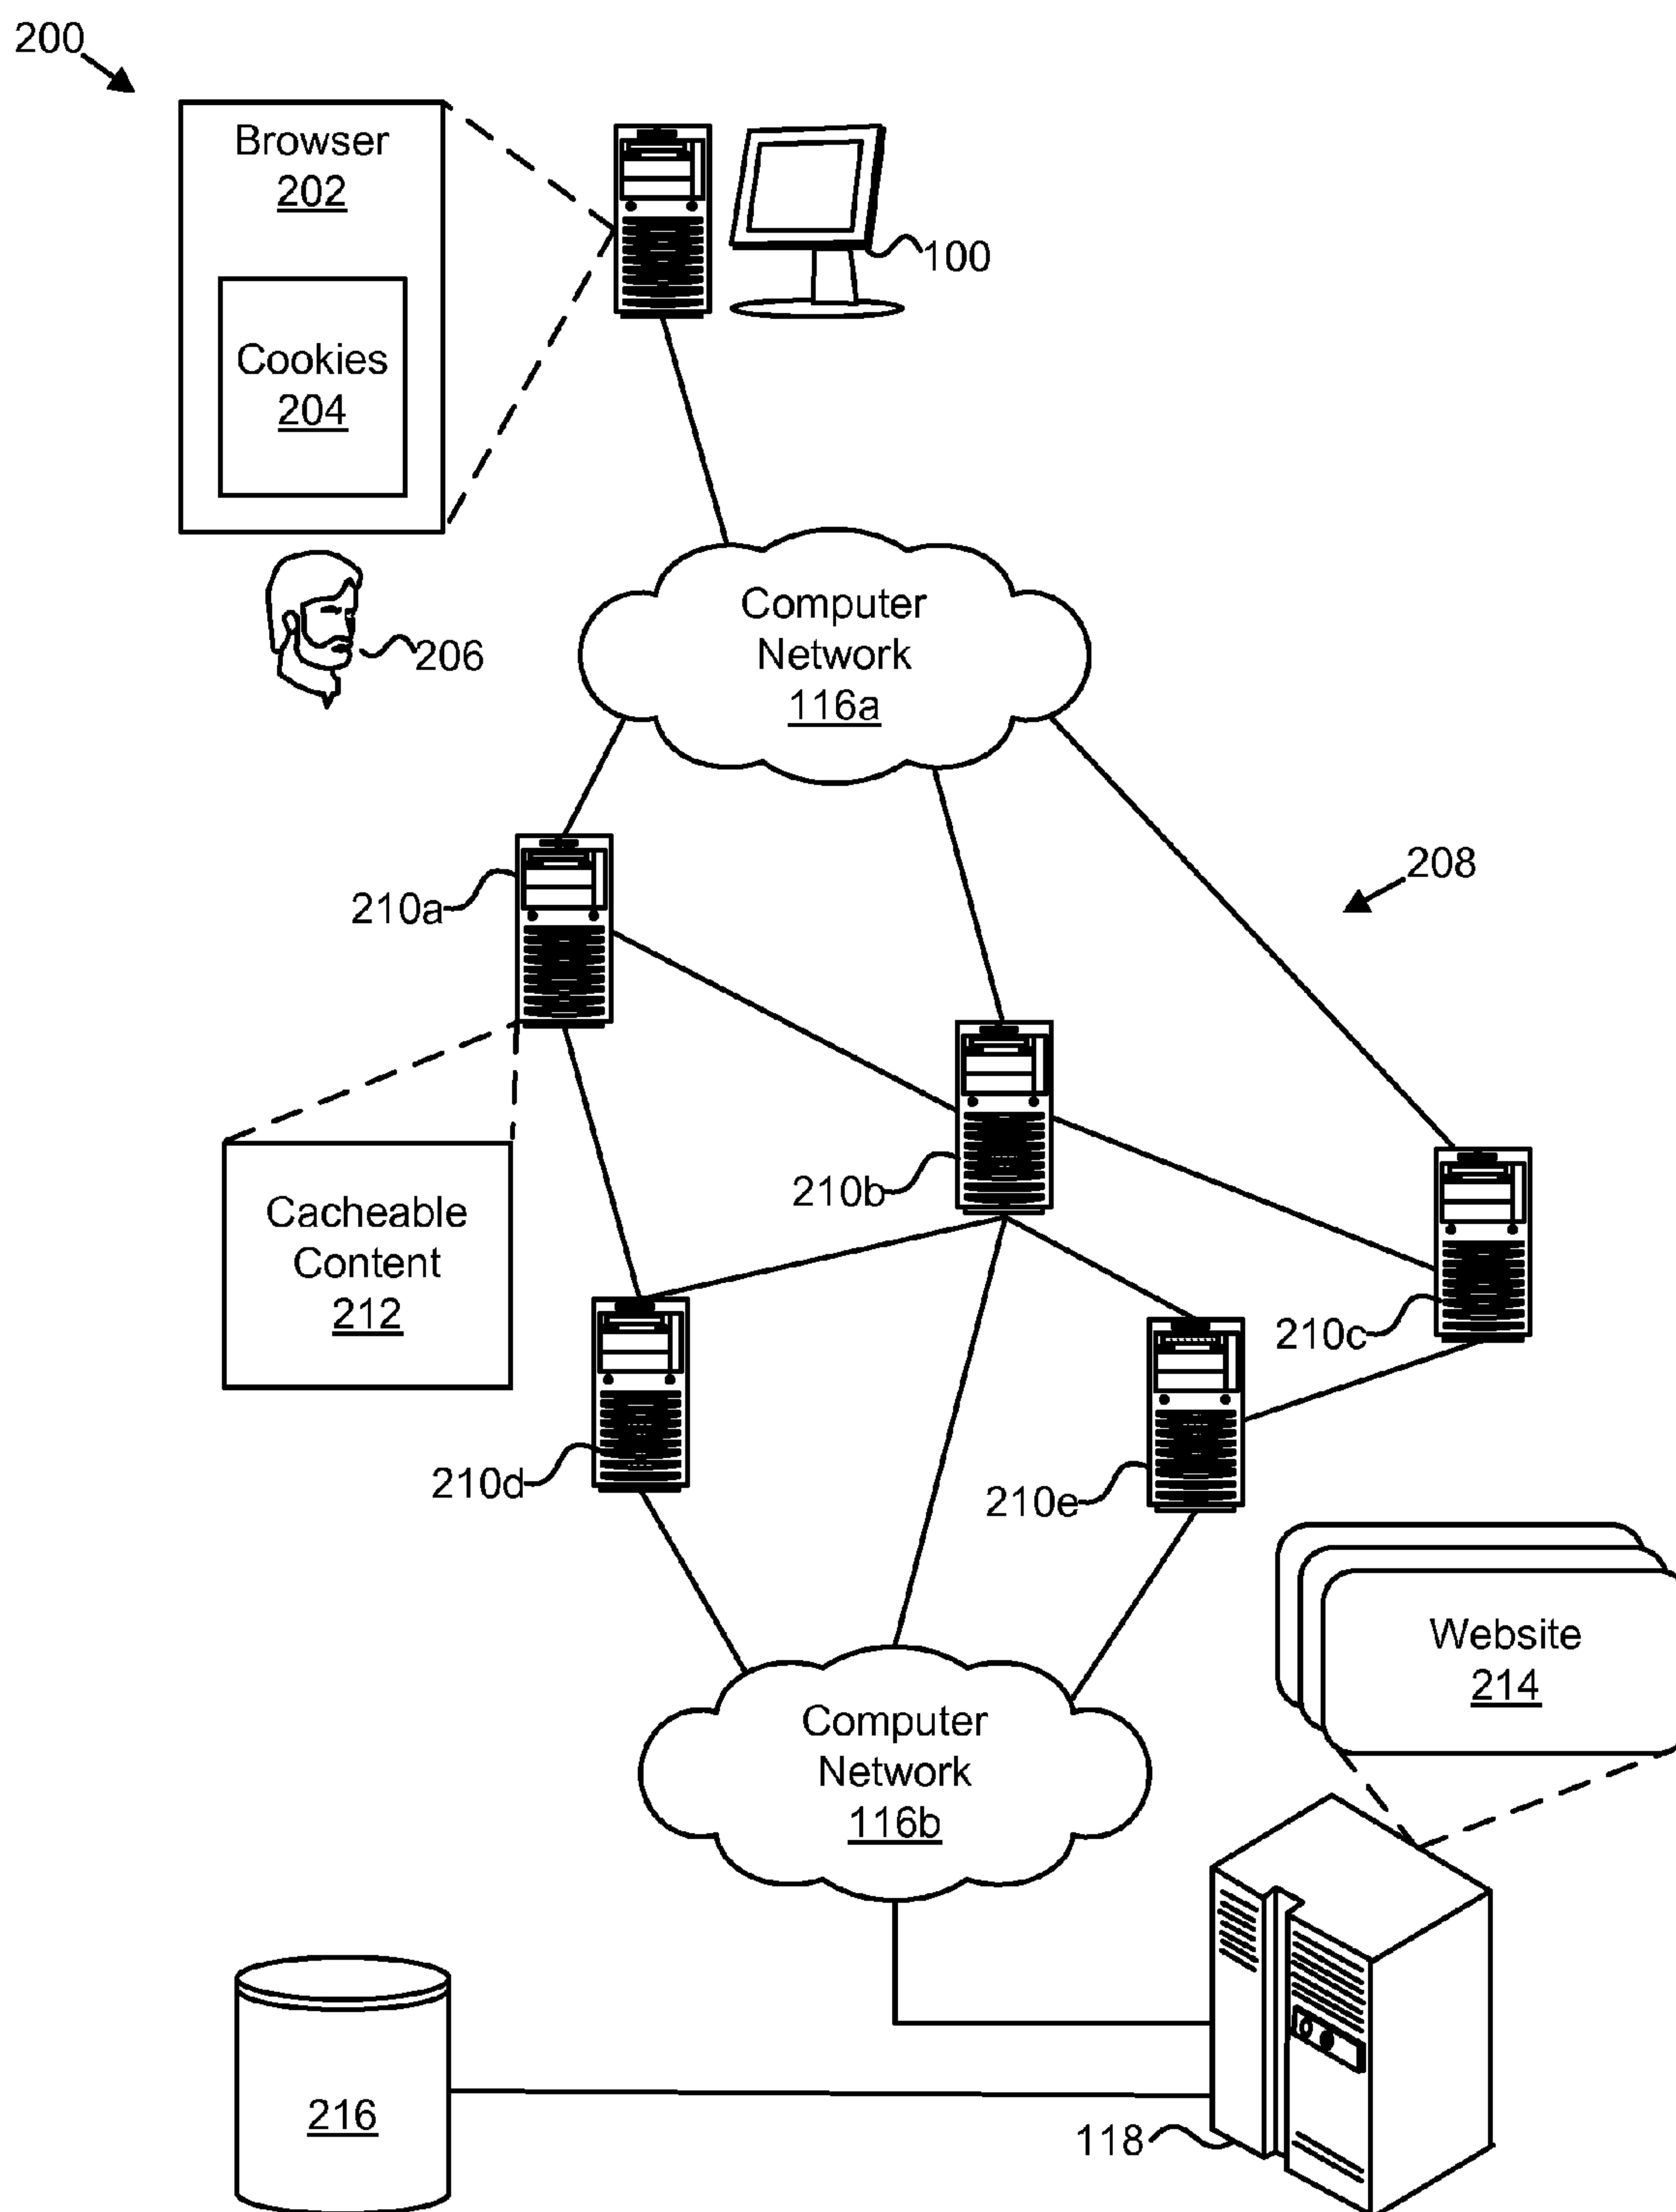 200
Browser
202
Cookies
204
100
206
Computer
Network
116a
208
210a
210b
210c
Cacheable
Content
212
210d
210e
Website
214
Computer
Network
116b
216
118